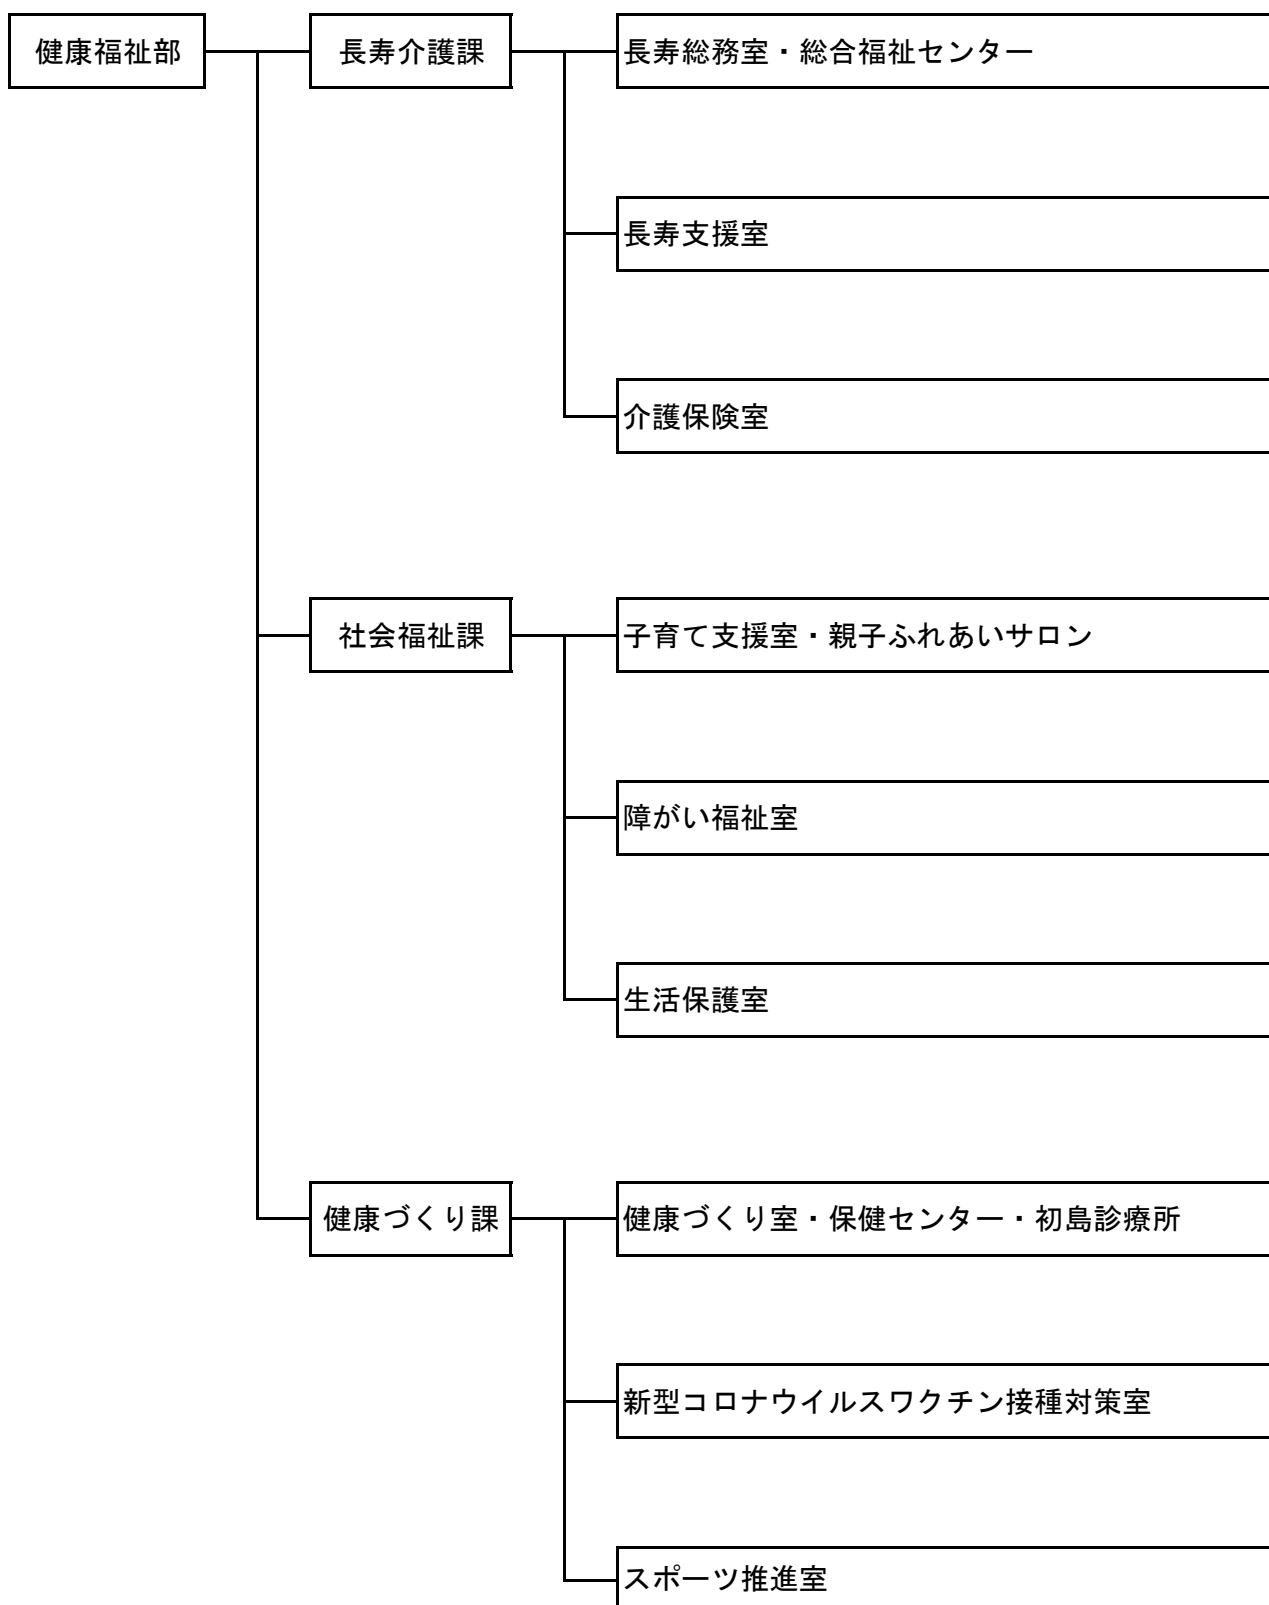 健康福祉部
長寿介護課
長寿総務室・総合福祉センター
長寿支援室
介護保険室
社会福祉課
子育て支援室・親子ふれあいサロン
障がい福祉室
生活保護室
健康づくり課
健康づくり室・保健センター・初島診療所
新型コロナウイルスワクチン接種対策室
スポーツ推進室